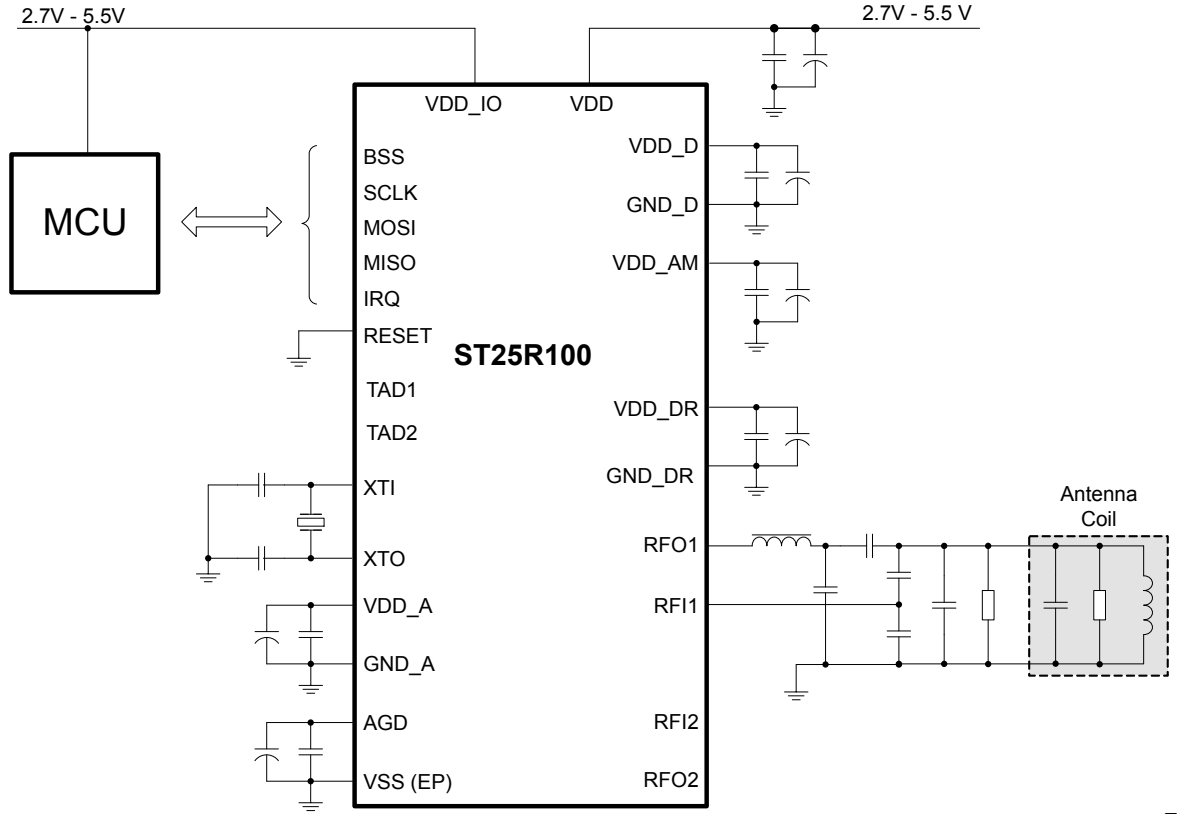 2.7V - 5.5V
2.7V - 5.5 V
VDD_IO
VDD
BSS
SCLK
MOSI
MISO
IRQ
RESET
TAD1
TAD2
XTI
XTO
VDD_A
GND_A
AGD
VSS (EP)
MCU
ST25R100
VDD_D
GND_D
VDD_AM
VDD_DR
GND_DR
RFO1
RFI1
RFI2
RFO2
Antenna
Coil